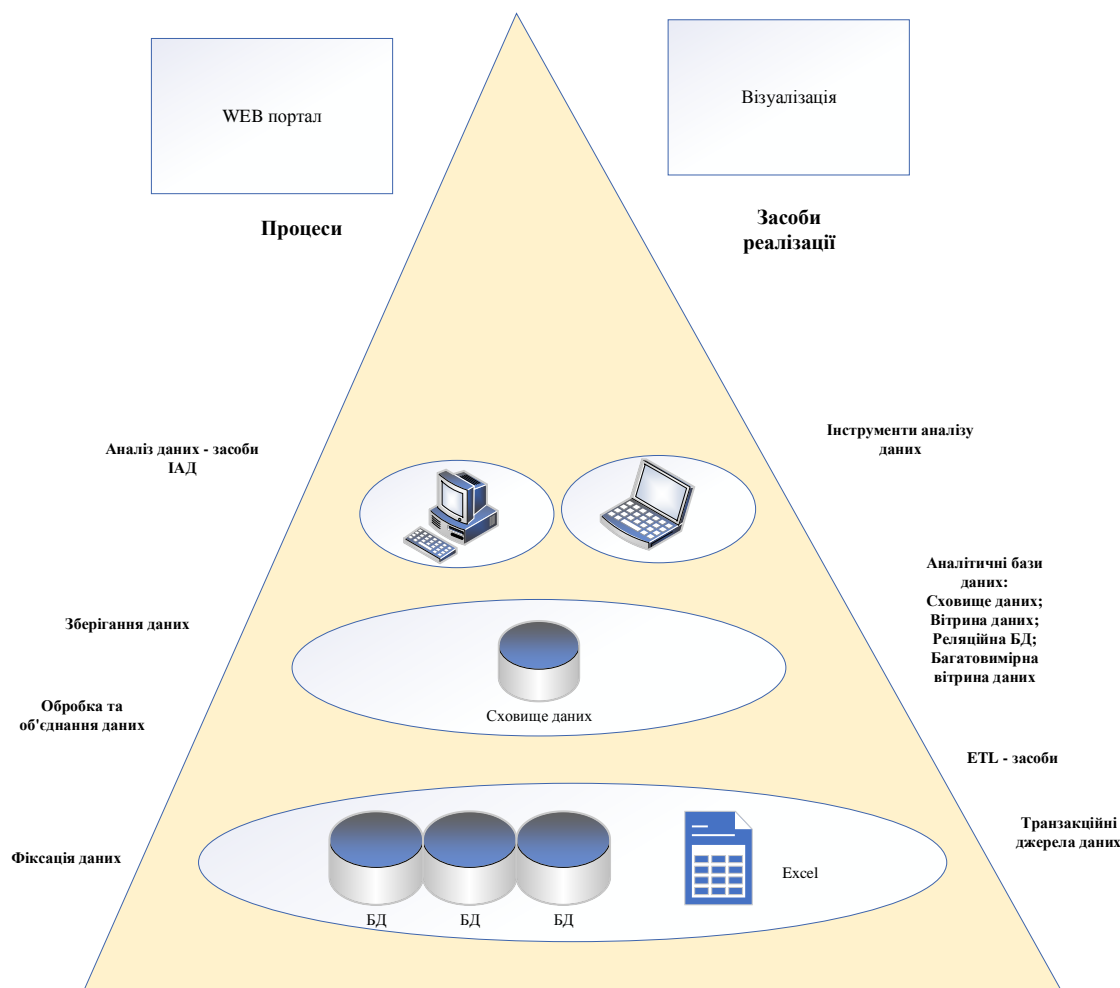 WEB портал
Візуалізація
Процеси
Засоби
реалізації
Аналіз даних - засоби
ІАД
Інструменти аналізу
даних
Аналітичні бази
даних:
Сховище даних;
Вітрина даних;
Реляційна БД;
Багатовимірна
вітрина даних
Зберігання даних
Обробка та
об'єднання даних
Сховище даних
ETL - засоби
Транзакційні
джерела даних
Фіксація даних
Excel
БД
БД
БД